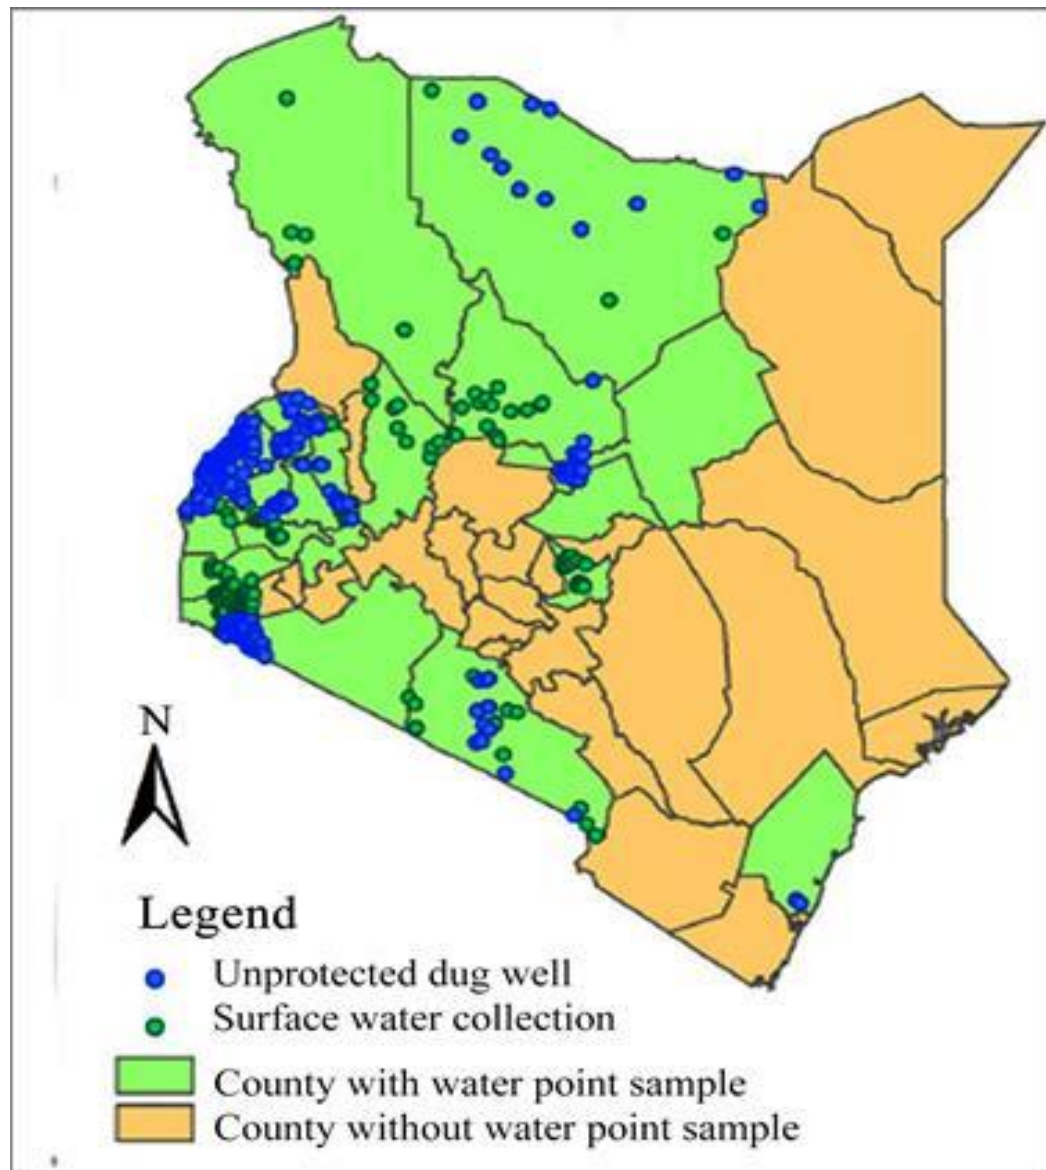 N
Legend
Unprotected dug well
Surface water collection
County with water point sample
County without water point sample